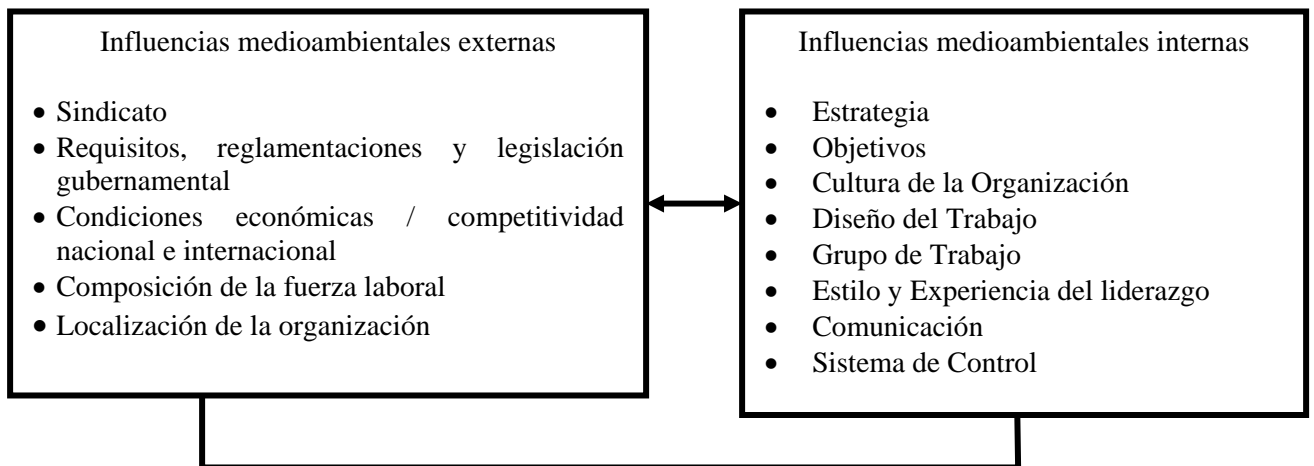 Influencias medioambientales externas
• Sindicato
• Requisitos, reglamentaciones y legislación
gubernamental
• Condiciones económicas / competitividad
nacional e internacional
• Composición de la fuerza laboral
• Localización de la organización
Influencias medioambientales internas
• Estrategia
• Objetivos
• Cultura de la Organización
• Diseño del Trabajo
• Grupo de Trabajo
• Estilo y Experiencia del liderazgo
• Comunicación
• Sistema de Control